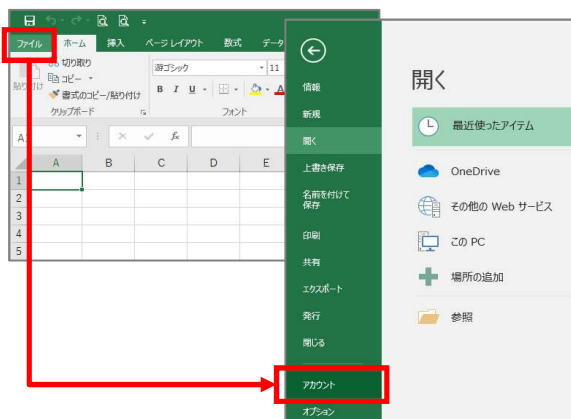 ファイル ホーム 挿入 ページ レイアウト 数式 データ
切り取り
コピー
書式のコピー/貼り付け
クリップボード
游ゴシック 11
B I U A
フォント
A fx
A B C D E
1
2
3
4
5
情報
新規
開く
上書き保存
名前を付けて
保存
印刷
共有
エクスポート
発行
閉じる
アカウント
オプション
開く
最近使ったアイテム
OneDrive
その他の Web サービス
この PC
場所の追加
参照